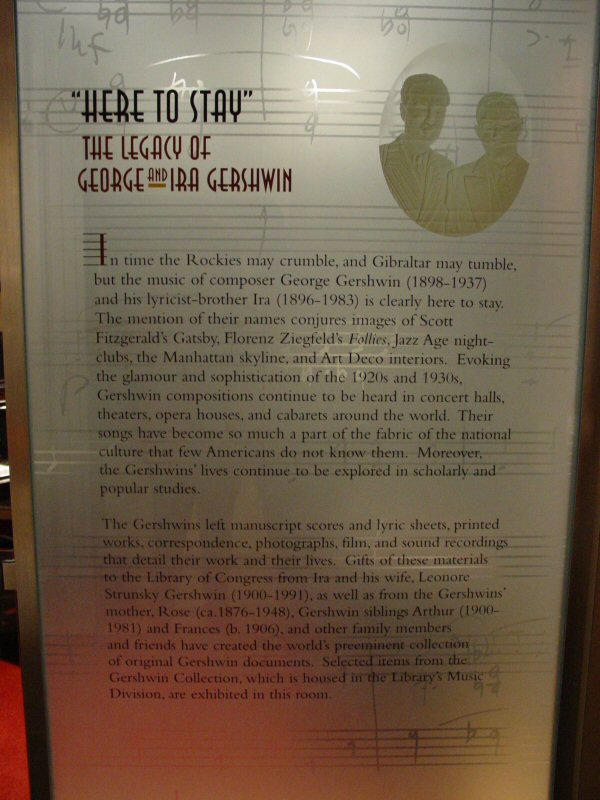 "HERE TO STAY"
THE LEGACY OF
GEORGE AND IRA GERSHWIN
In time the Rockies may crumble, and Gibraltar may tumble,
but the music of composer George Gershwin (1898-1937)
and his lyricist-brother Ira (1896-1983) is clearly here to stay.
The mention of their names conjures images of Scott
Fitzgerald's Gatsby, Florenz Ziegfeld's Follies, Jazz Age night-
clubs, the Manhattan skyline, and Art Deco interiors. Evoking
the glamour and sophistication of the 1920s and 1930s,
Gershwin compositions continue to be heard in concert halls,
theaters, opera houses, and cabarets around the world. Their
songs have become so much a part of the fabric of the national
culture that few Americans do not know them. Moreover,
the Gershwins' lives continue to be explored in scholarly and
popular studies.
The Gershwins left manuscript scores and lyric sheets, printed
works, correspondence, photographs, film, and sound recordings
that detail their work and their lives. Gifts of these materials
to the Library of Congress from Ira and his wife, Leonore
Strunsky Gershwin (1900-1991), as well as from the Gershwins'
mother, Rose (ca.1876-1948), Gershwin siblings Arthur (1900-
1981) and Frances (b. 1906), and other family members
and friends have created the world's preeminent collection
of original Gershwin documents. Selected items from the
Gershwin Collection, which is housed in the Library's Music
Division, are exhibited in this room.